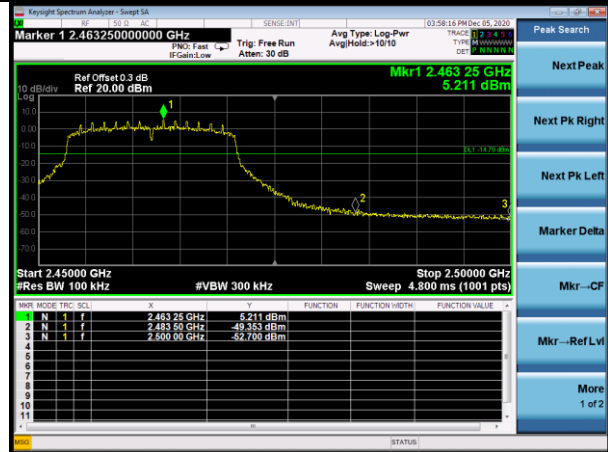 Keysight Spectrum Analyzer - Swept SA
RF 50 Ω AC SENSE:INT 03:58:16 PM Dec 05, 2020
Marker 1 2.463250000000 GHz
PNO: Fast Trig: Free Run Avg Type: Log-Pwr TRACE 1 2 3 4 5 6
IFGain:Low Atten: 30 dB Avg|Hold:>10/10 TYPE M WWWWW
DET P N N N N N
Peak Search
Next Peak
Next Pk Right
Next Pk Left
Marker Delta
Mkr→CF
Mkr→Ref Lvl
More
1 of 2
Ref Offset 0.3 dB
10 dB/div Ref 20.00 dBm
Log
Mkr1 2.463 25 GHz
5.211 dBm
10.0
0.00
-10.0
-20.0
-30.0
-40.0
-50.0
-60.0
-70.0
1
2
3
DL1 -14.79 dBm
Start 2.45000 GHz Stop 2.50000 GHz
#Res BW 100 kHz #VBW 300 kHz Sweep 4.800 ms (1001 pts)
MKR MODE TRC SCL X Y FUNCTION FUNCTION WIDTH FUNCTION VALUE
1 N 1 f 2.463 25 GHz 5.211 dBm
2 N 1 f 2.483 50 GHz -49.353 dBm
3 N 1 f 2.500 00 GHz -52.700 dBm
4
5
6
7
8
9
10
11
MSG STATUS